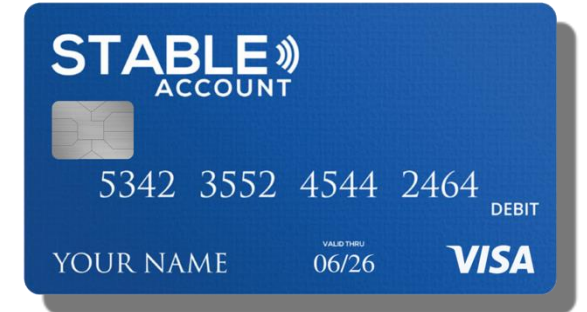 STABLE
ACCOUNT
5342 3552 4544 2464
DEBIT
VALID THRU
YOUR NAME 06/26 VISA